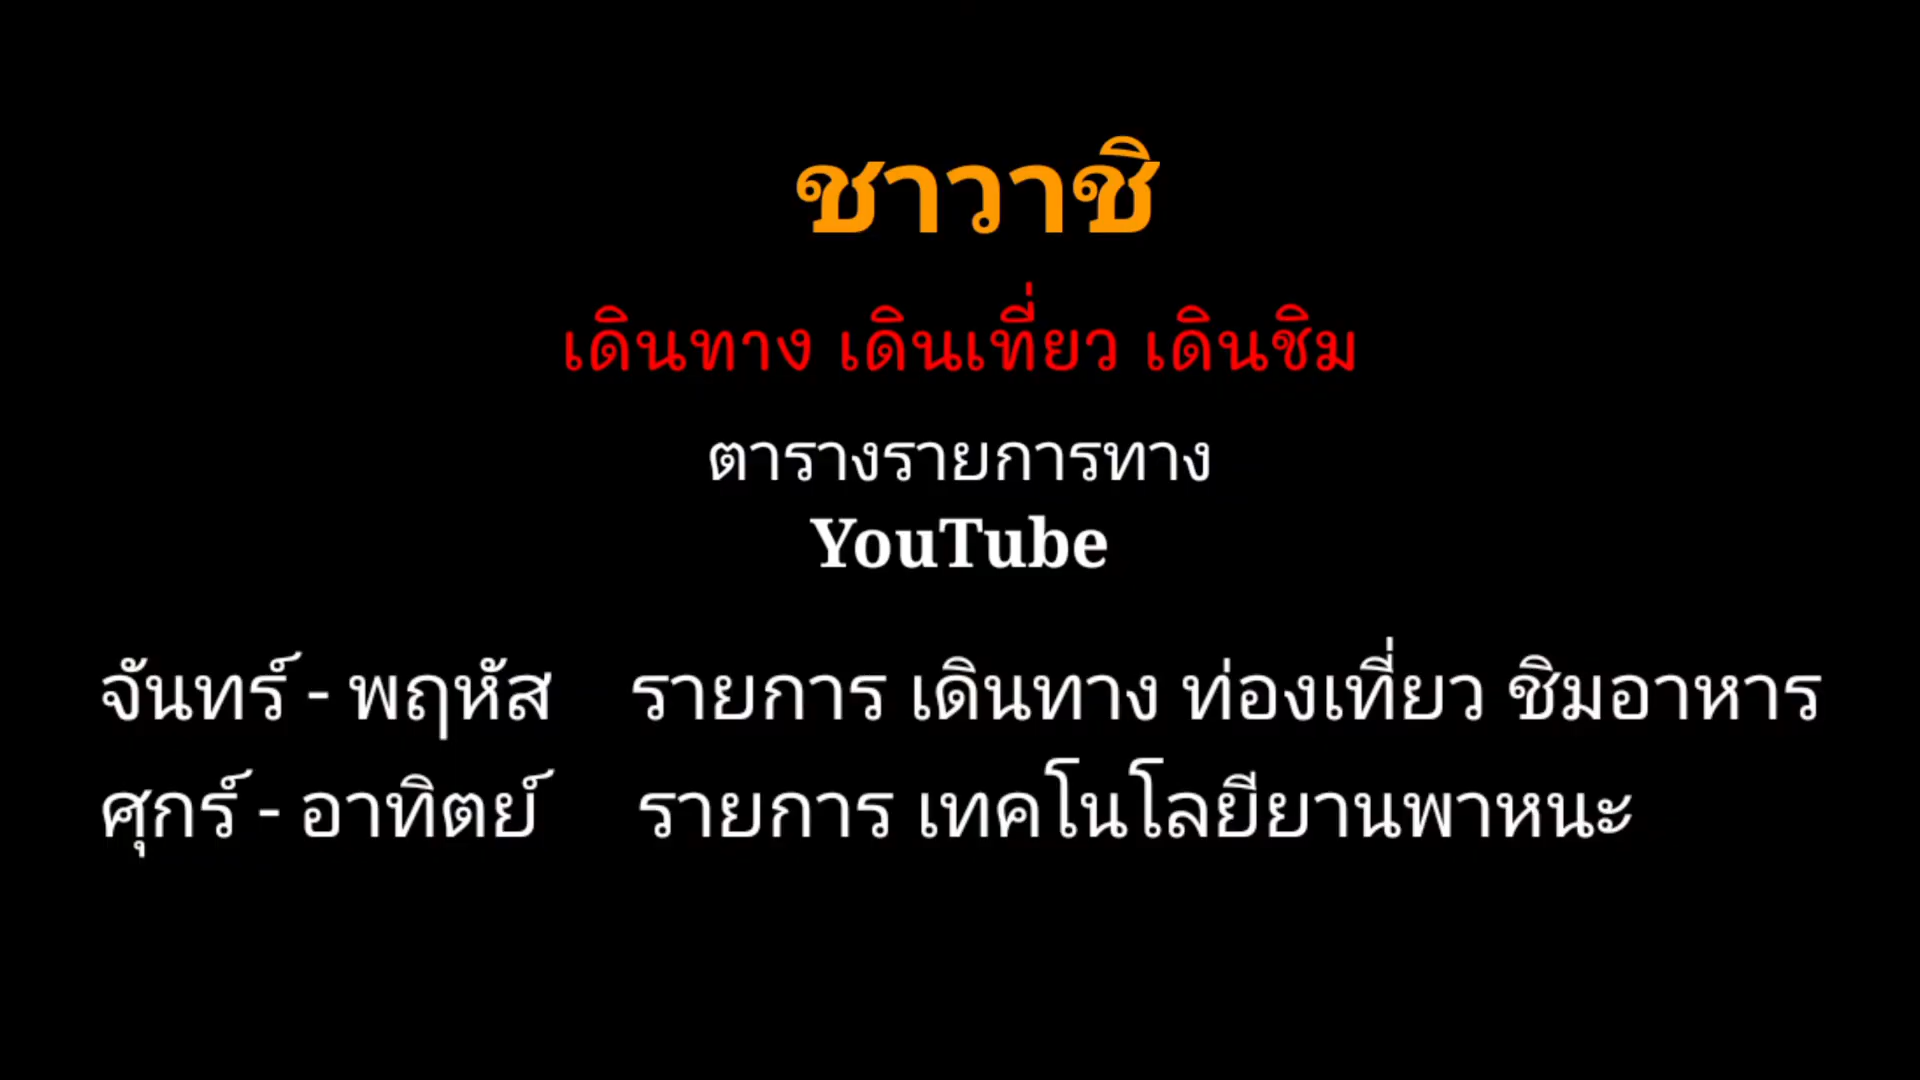 ชาวาชิ
เดินทาง เดินเที่ยว เดินชิม
ตารางรายการทาง
YouTube
จันทร์ - พฤหัส รายการ เดินทาง ท่องเที่ยว ชิมอาหาร
ศุกร์ - อาทิตย์ รายการ เทคโนโลยียานพาหนะ